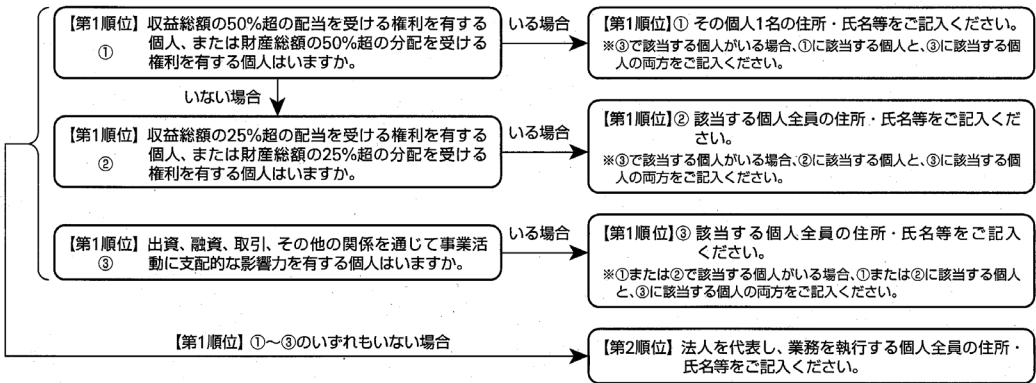 【第1順位】 収益総額の50%超の配当を受ける権利を有する
① 個人、または財産総額の50%超の分配を受ける
権利を有する個人はいますか。
いる場合
【第1順位】① その個人1名の住所・氏名等をご記入ください。
※③で該当する個人がいる場合、①に該当する個人と、③に該当する個
人の両方をご記入ください。
いない場合
【第1順位】 収益総額の25%超の配当を受ける権利を有する
② 個人、または財産総額の25%超の分配を受ける
権利を有する個人はいますか。
いる場合
【第1順位】② 該当する個人全員の住所・氏名等をご記入くだ
さい。
※③で該当する個人がいる場合、②に該当する個人と、③に該当する個
人の両方をご記入ください。
【第1順位】 出資、融資、取引、その他の関係を通じて事業活
③ 動に支配的な影響力を有する個人はいますか。
いる場合
【第1順位】③ 該当する個人全員の住所・氏名等をご記入
ください。
※①または②で該当する個人がいる場合、①または②に該当する個人
と、③に該当する個人の両方をご記入ください。
【第1順位】 ①〜③のいずれもいない場合
【第2順位】 法人を代表し、業務を執行する個人全員の住所・
氏名等をご記入ください。